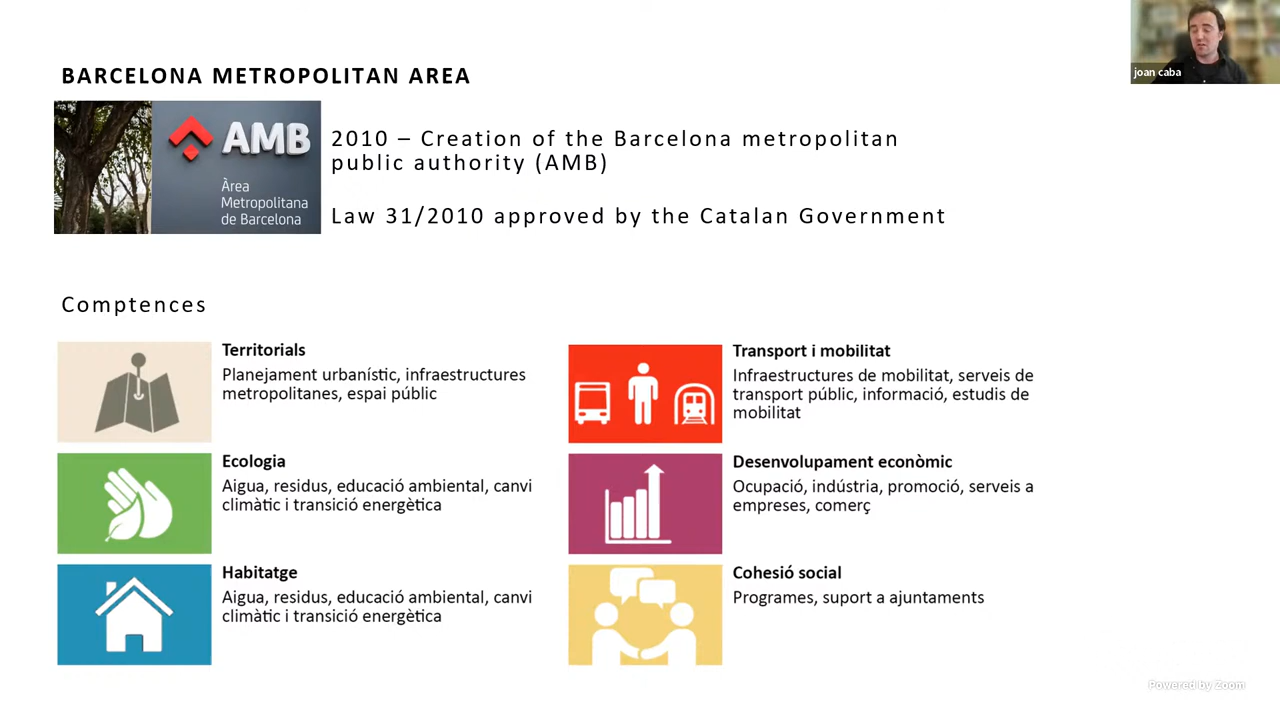 joan caba
BARCELONA METROPOLITAN AREA
AMB
Àrea
Metropolitana
de Barcelona
2010 – Creation of the Barcelona metropolitan
public authority (AMB)
Law 31/2010 approved by the Catalan Government
Comptences
Territorials
Planejament urbanístic, infraestructures
metropolitanes, espai públic
Transport i mobilitat
Infraestructures de mobilitat, serveis de
transport públic, informació, estudis de
mobilitat
Ecologia
Aigua, residus, educació ambiental, canvi
climàtic i transició energètica
Desenvolupament econòmic
Ocupació, indústria, promoció, serveis a
empreses, comerç
Habitatge
Aigua, residus, educació ambiental, canvi
climàtic i transició energètica
Cohesió social
Programes, suport a ajuntaments
Powered by Zoom